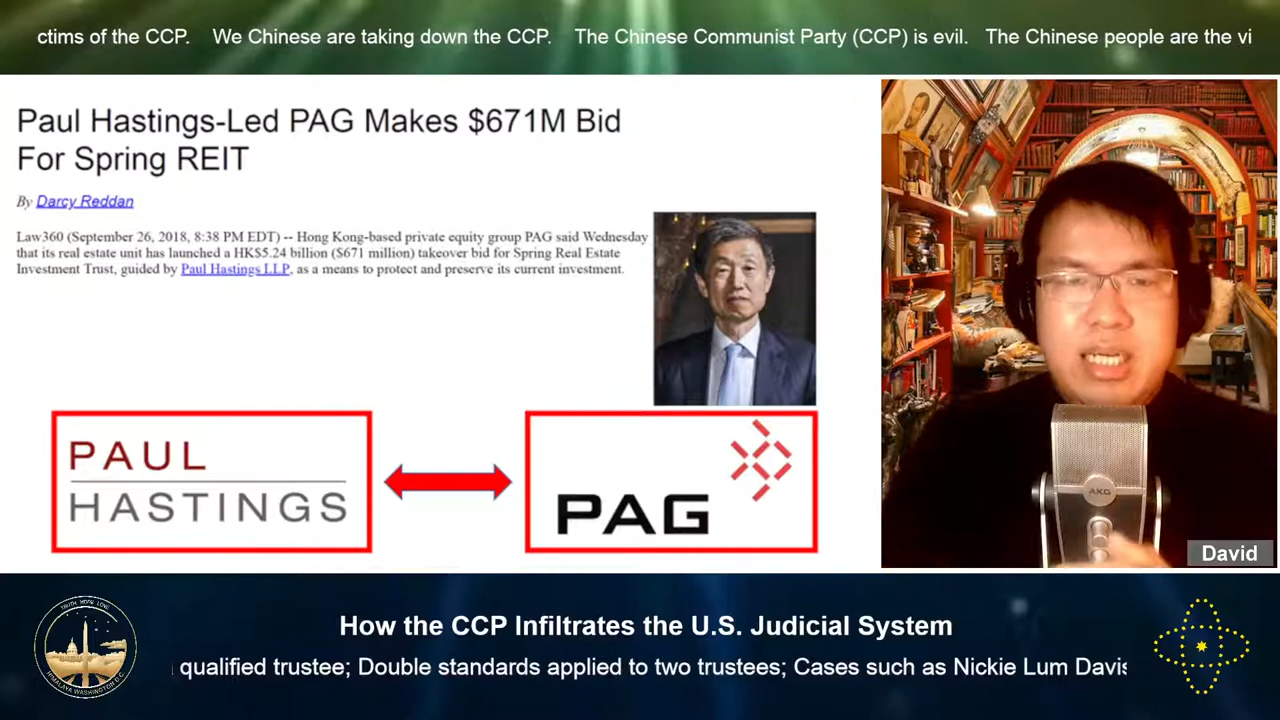 ctims of the CCP. We Chinese are taking down the CCP. The Chinese Communist Party (CCP) is evil. The Chinese people are the vi
Paul Hastings-Led PAG Makes $671M Bid
For Spring REIT
By Darcy Reddan
Law360 (September 26, 2018, 8:38 PM EDT) -- Hong Kong-based private equity group PAG said Wednesday
that its real estate unit has launched a HK$5.24 billion ($671 million) takeover bid for Spring Real Estate
Investment Trust, guided by Paul Hastings LLP, as a means to protect and preserve its current investment.
PAUL
HASTINGS
PAG
AKG
David
How the CCP Infiltrates the U.S. Judicial System
qualified trustee; Double standards applied to two trustees; Cases such as Nickie Lum Davis
TRUTH HOPE LOVE
HIMALAYA WASHINGTON D.C.